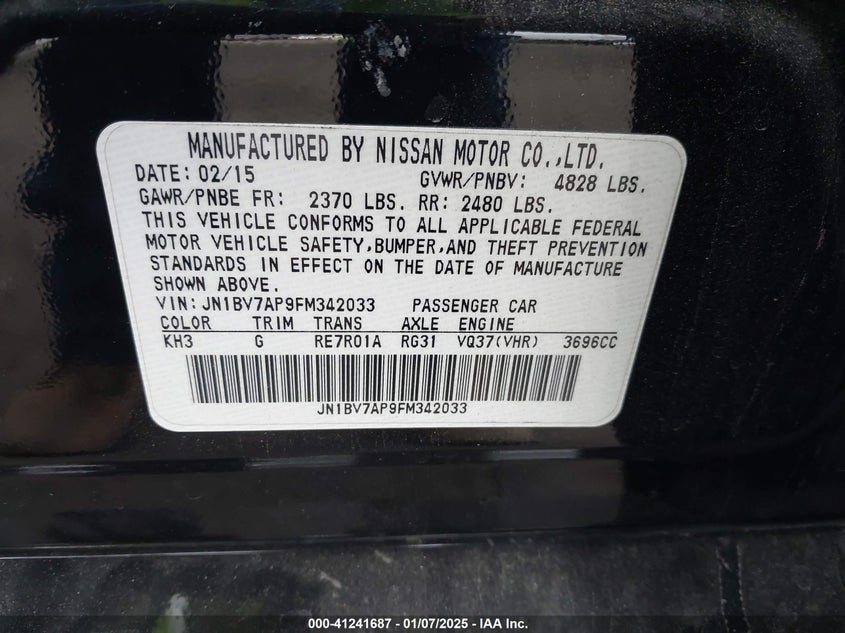 MANUFACTURED BY NISSAN MOTOR CO.,LTD.
DATE: 02/15 GVWR/PNBV: 4828 LBS.
GAWR/PNBE FR: 2370 LBS. RR: 2480 LBS.
THIS VEHICLE CONFORMS TO ALL APPLICABLE FEDERAL
MOTOR VEHICLE SAFETY,BUMPER,AND THEFT PREVENTION
STANDARDS IN EFFECT ON THE DATE OF MANUFACTURE
SHOWN ABOVE.
VIN: JN1BV7AP9FM342033 PASSENGER CAR
COLOR TRIM TRANS AXLE ENGINE
KH3 G RE7R01A RG31 VQ37(VHR) 3696CC
JN1BV7AP9FM342033
000-41241687 - 01/07/2025 - IAA Inc.